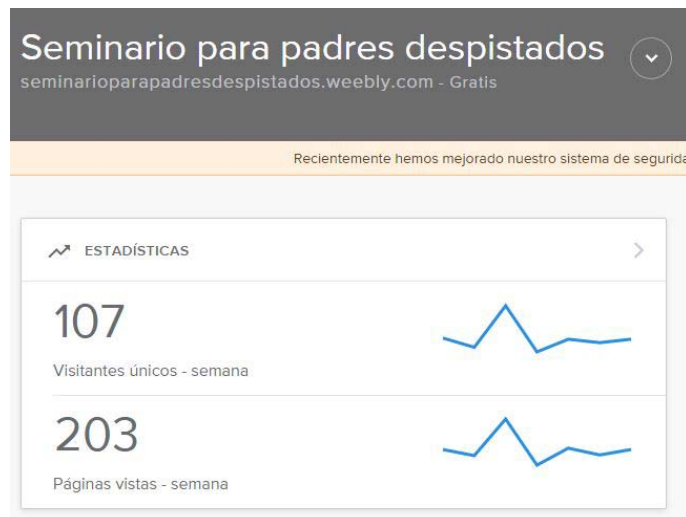 Seminario para padres despistados
seminarioparapadresdespistados.weebly.com - Gratis
Recientemente hemos mejorado nuestro sistema de segurida
ESTADÍSTICAS
107
Visitantes únicos - semana
203
Páginas vistas - semana